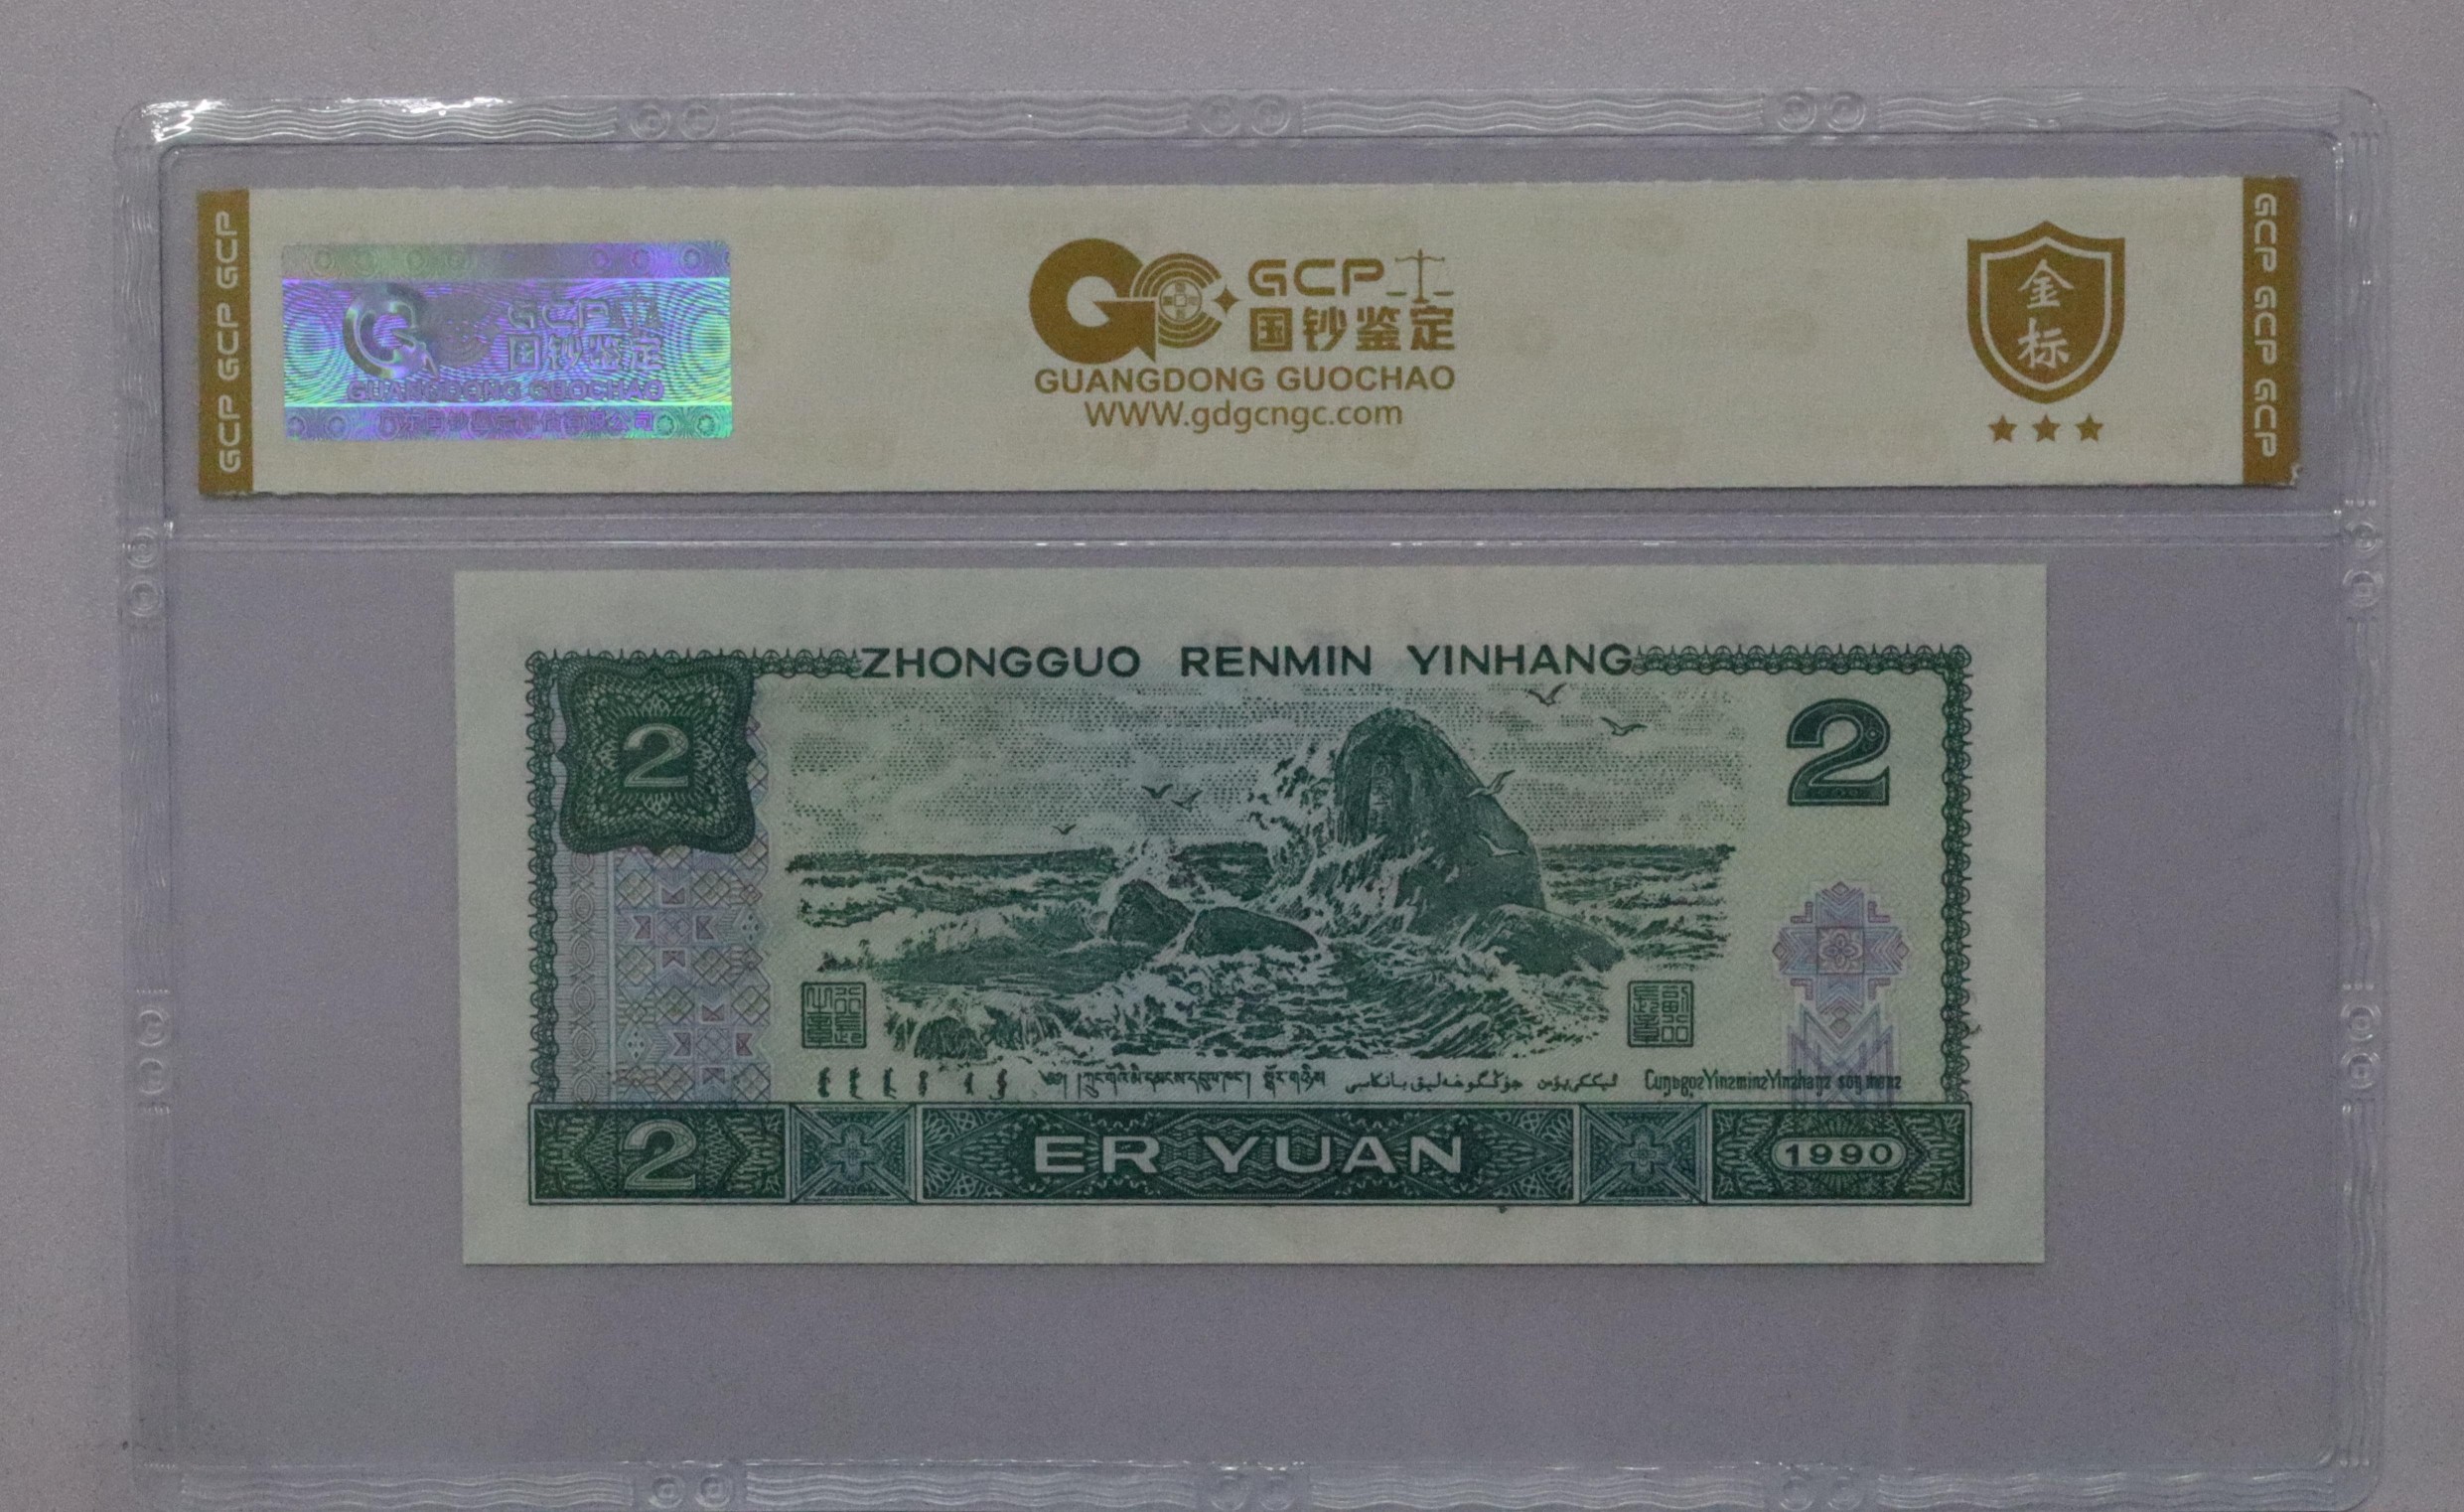 GCP GCP GCP
GCP
国钞鉴定
GUANGDONG GUOCHAO
GCP
国钞鉴定
GUANGDONG GUOCHAO
WWW.gdgcngc.com
金
标
GCP GCP GCP
ZHONGGUO RENMIN YINHANG
2
2
2
ER YUAN
1990